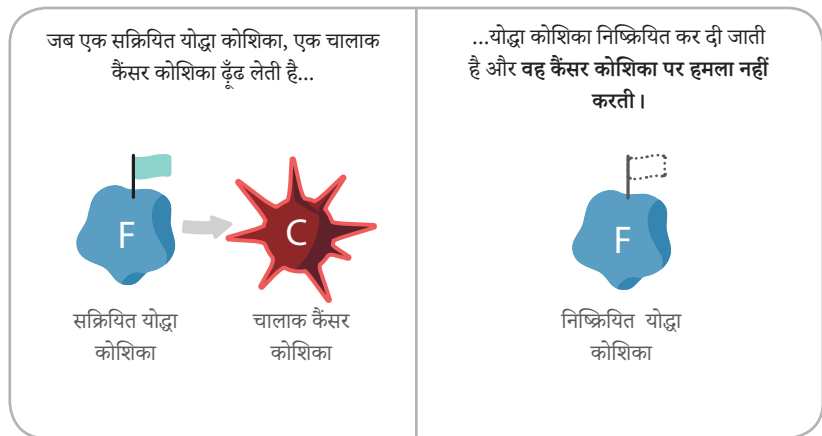 जब एक सक्रियित योद्धा कोशिका, एक चालाक
कैंसर कोशिका ढूँढ लेती है...
F
C
सक्रियित योद्धा
कोशिका
चालाक कैंसर
कोशिका
...योद्धा कोशिका निष्क्रियित कर दी जाती
है और वह कैंसर कोशिका पर हमला नहीं
करती।
F
निष्क्रियित योद्धा
कोशिका